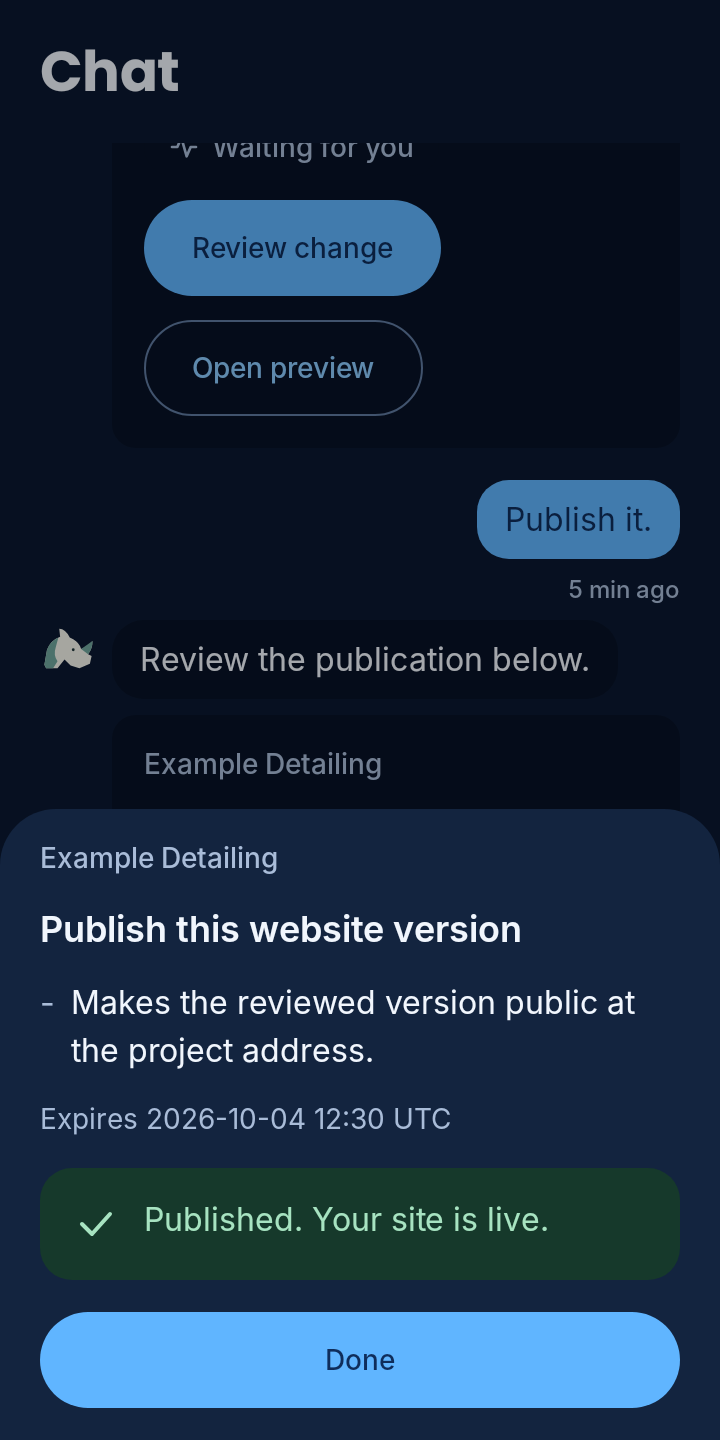 Chat
Waiting for you
Review change
Open preview
Publish it.
5 min ago
Review the publication below.
Example Detailing
Example Detailing
Publish this website version
- Makes the reviewed version public at
the project address.
Expires 2026-10-04 12:30 UTC
Published. Your site is live.
Done